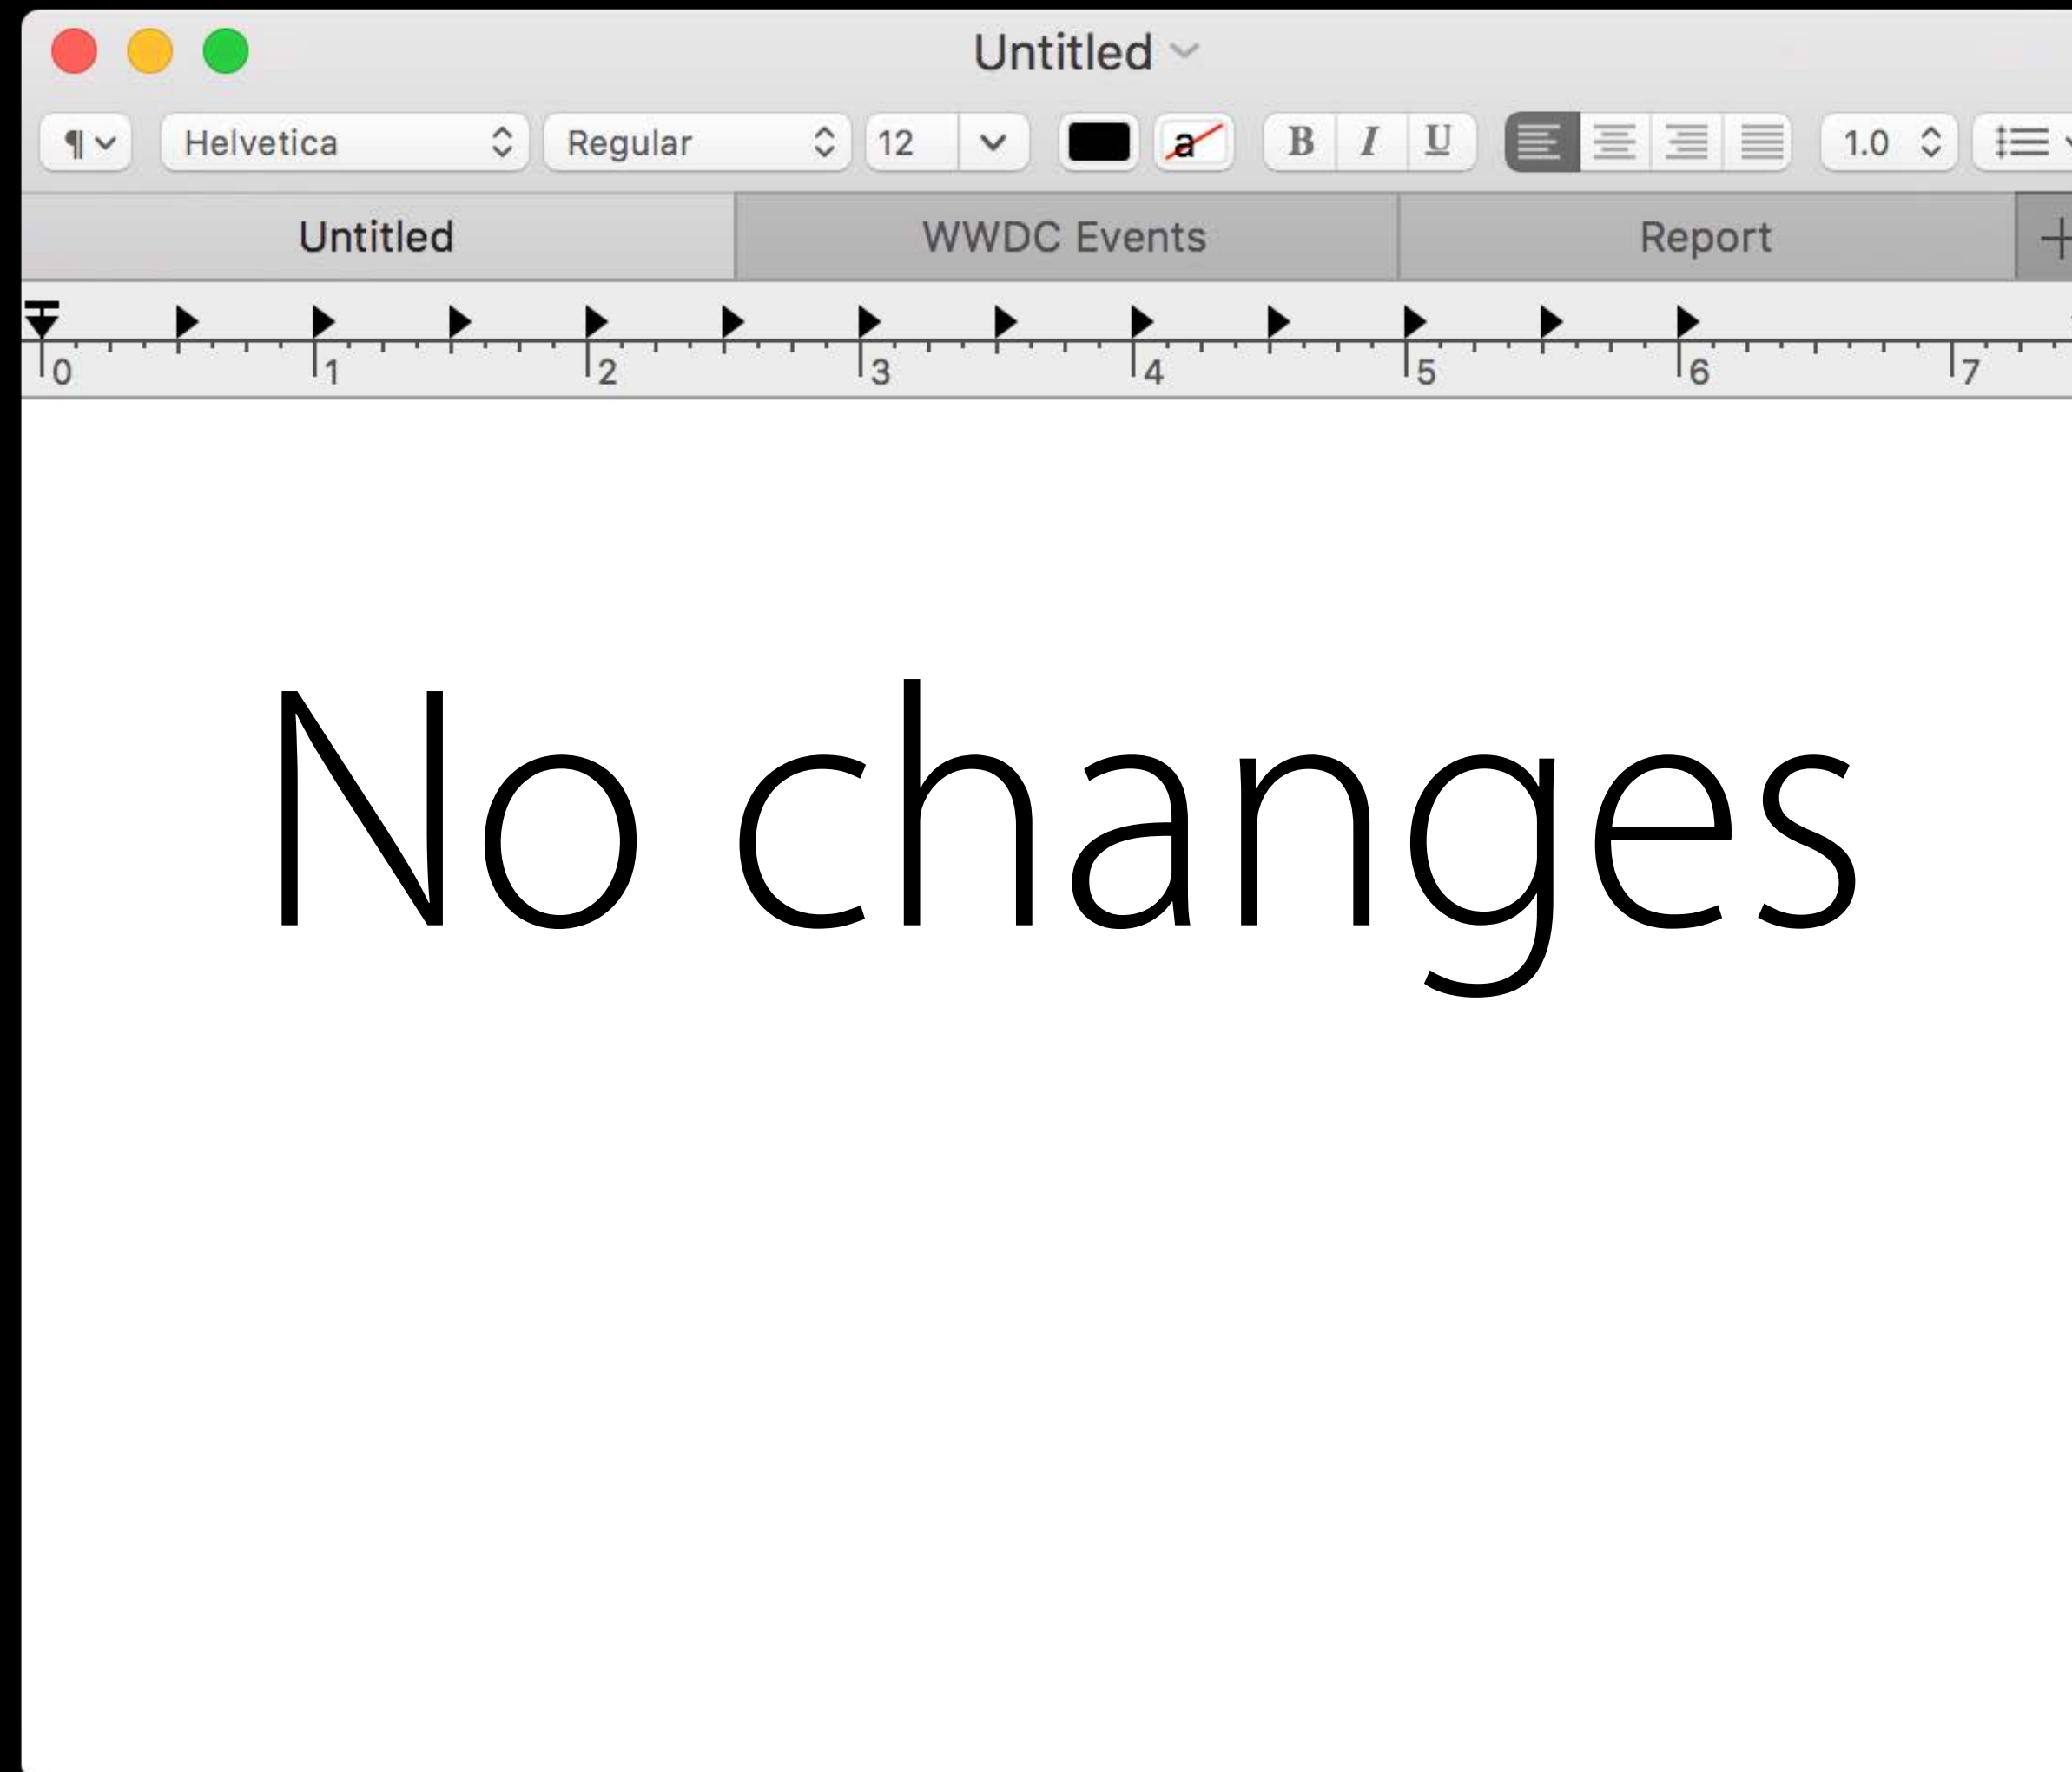 Untitled
Helvetica Regular 12 a B I U 1.0
Untitled WWDC Events Report +
0 1 2 3 4 5 6 7
No changes